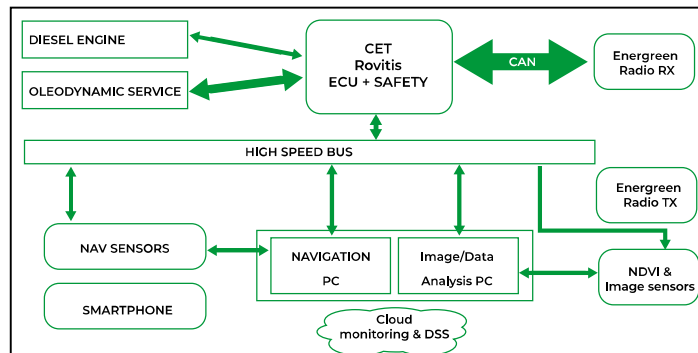 DIESEL ENGINE
OLEODYNAMIC SERVICE
CET
Rovitis
ECU + SAFETY
CAN
Energreen
Radio RX
HIGH SPEED BUS
Energreen
Radio TX
NAV SENSORS
NAVIGATION
PC
Image/Data
Analysis PC
NDVI &
Image sensors
SMARTPHONE
Cloud
monitoring & DSS